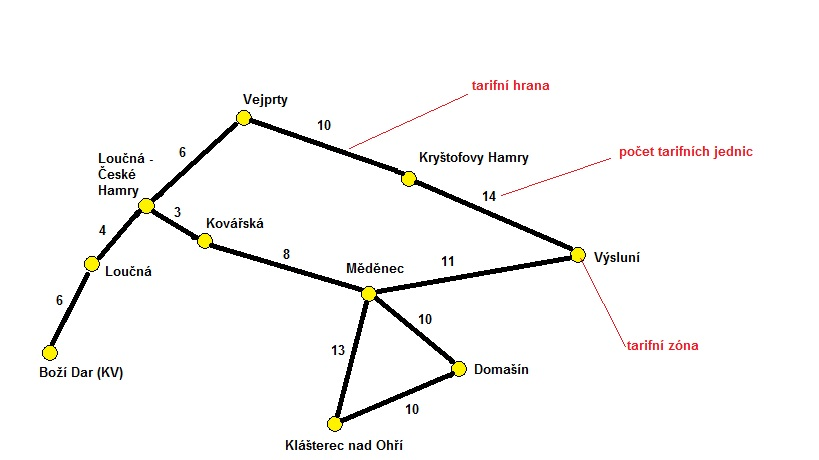 tarifní hrana
Vejprty
10
Kryštofovy Hamry
počet tarifních jednic
6
Loučná -
České
Hamry
14
3
Kovářská
4
8
Měděnec
11
Výsluní
Loučná
6
10
tarifní zóna
13
Domašín
Boží Dar (KV)
10
Klášterec nad Ohří